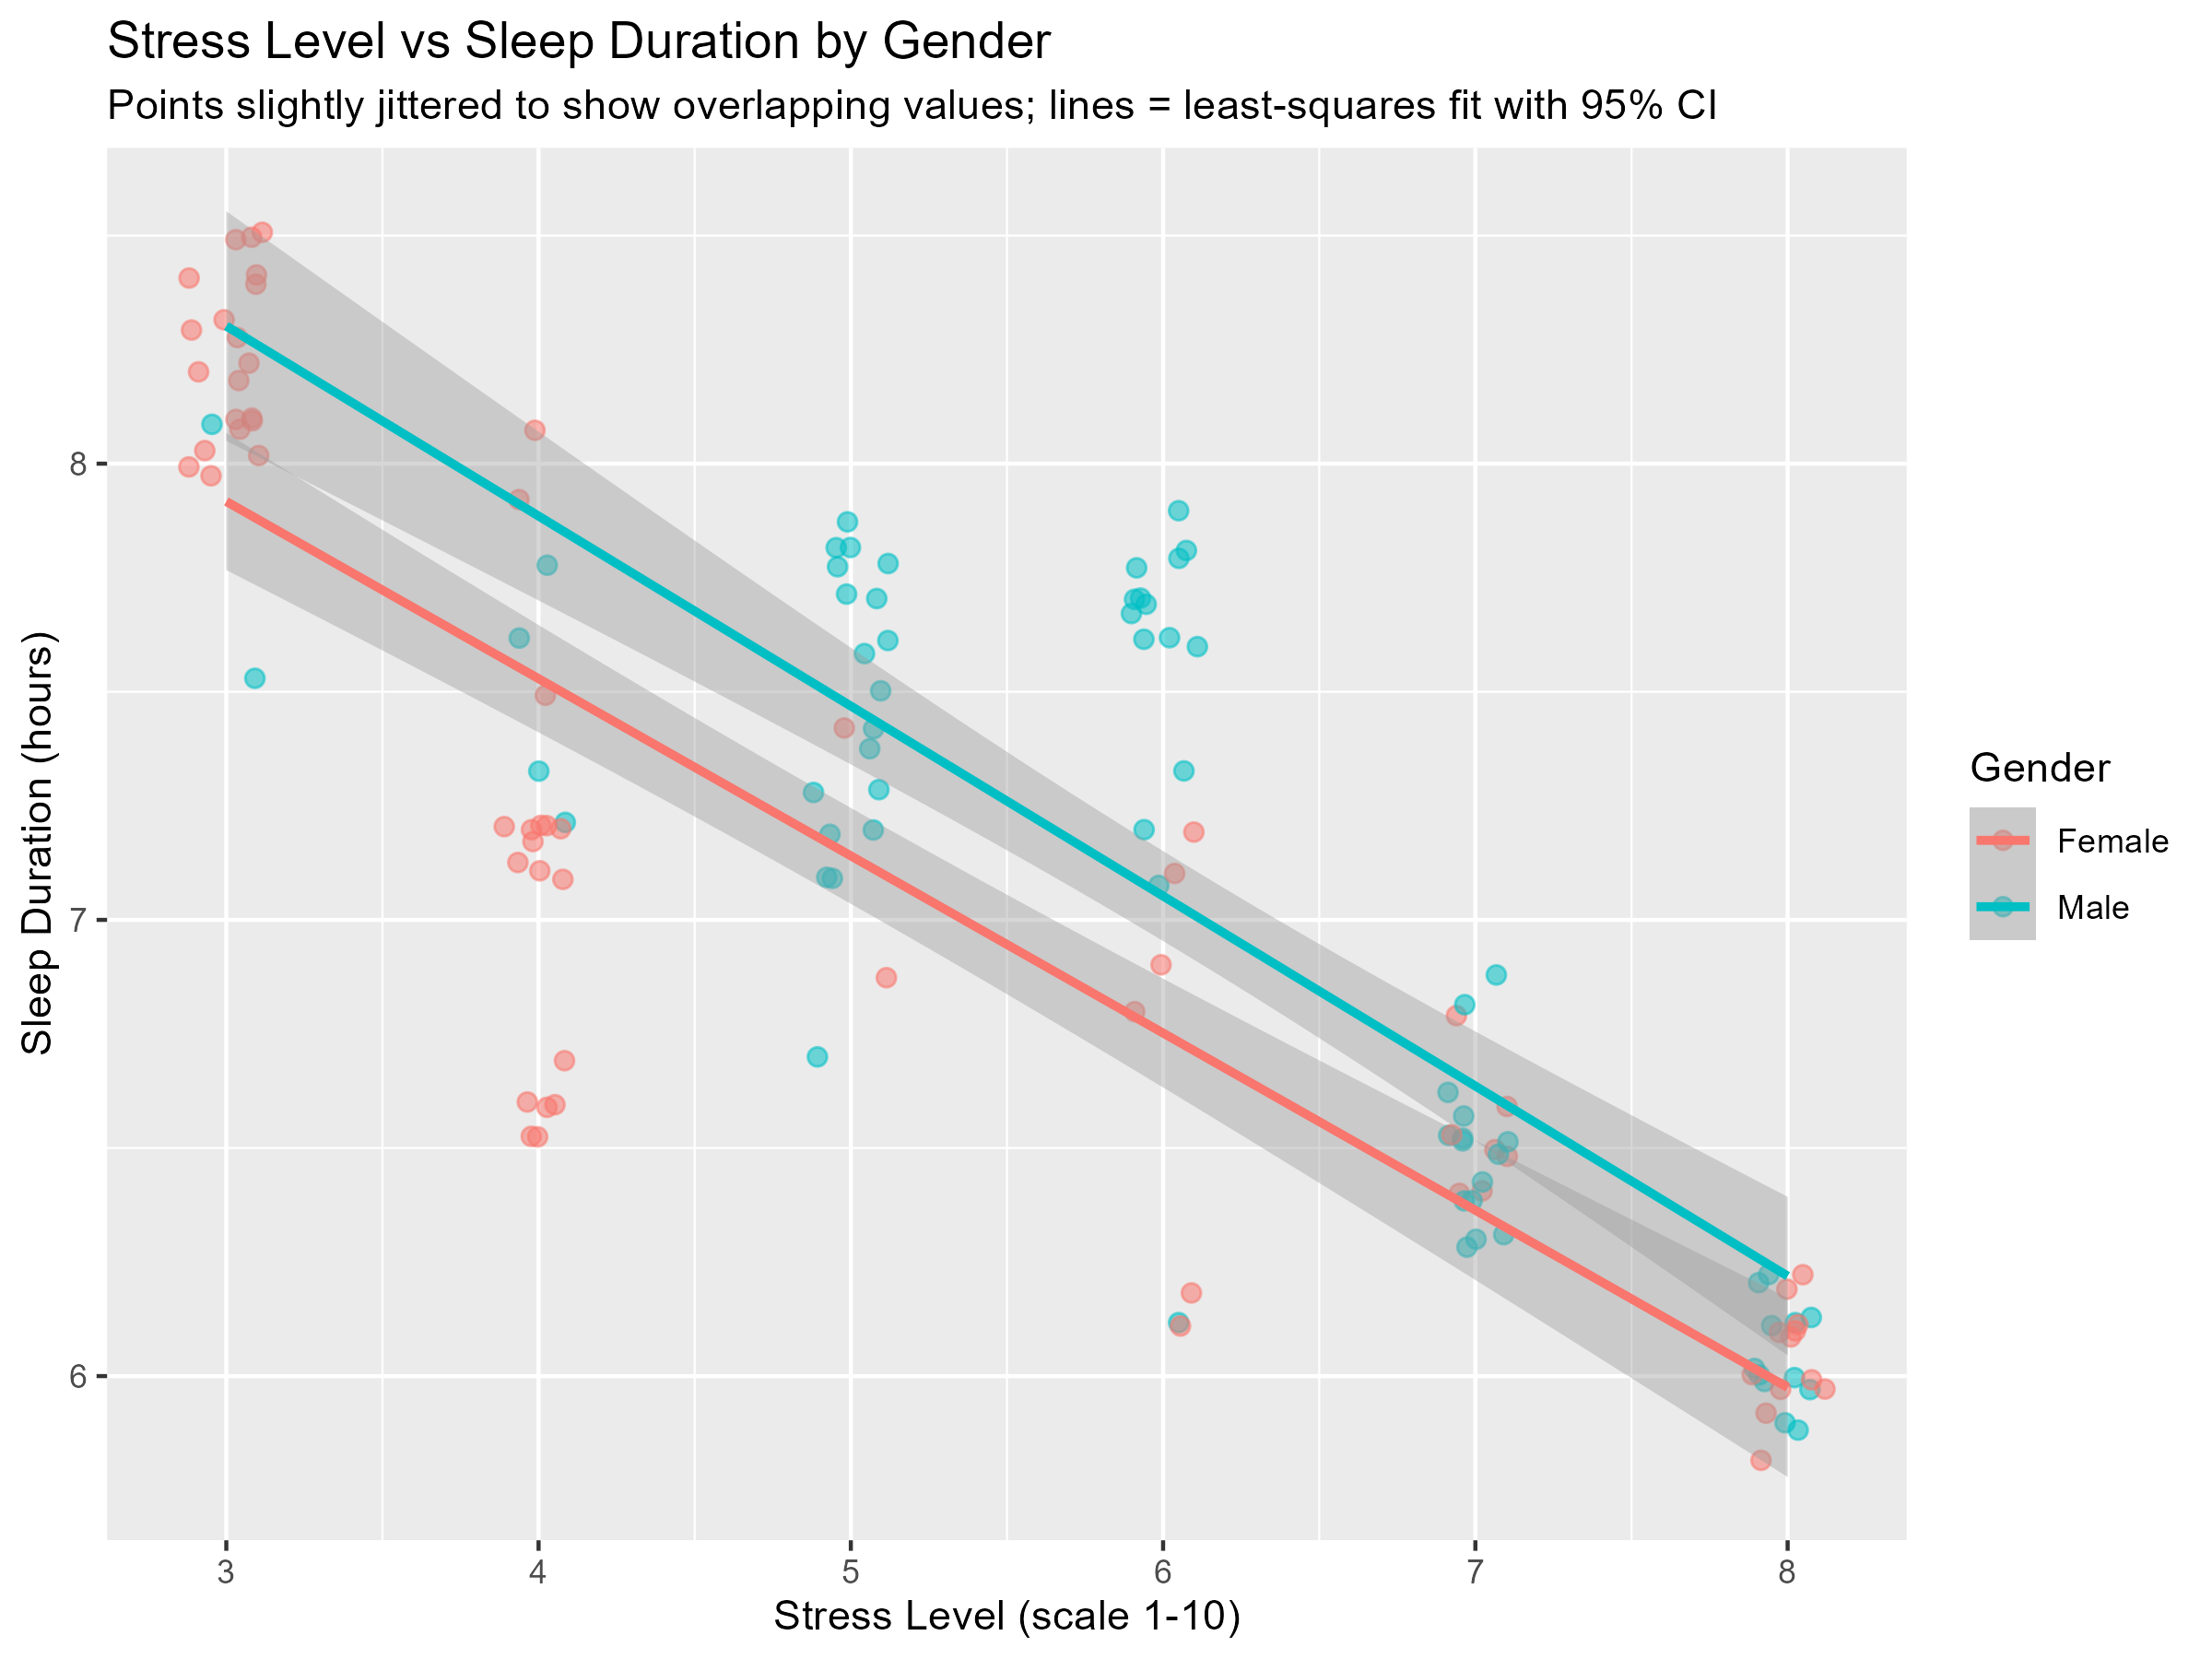 Stress Level vs Sleep Duration by Gender
Points slightly jittered to show overlapping values; lines = least-squares fit with 95% CI
Sleep Duration (hours)
8
7
6
3 4 5 6 7 8
Stress Level (scale 1-10)
Gender
Female
Male